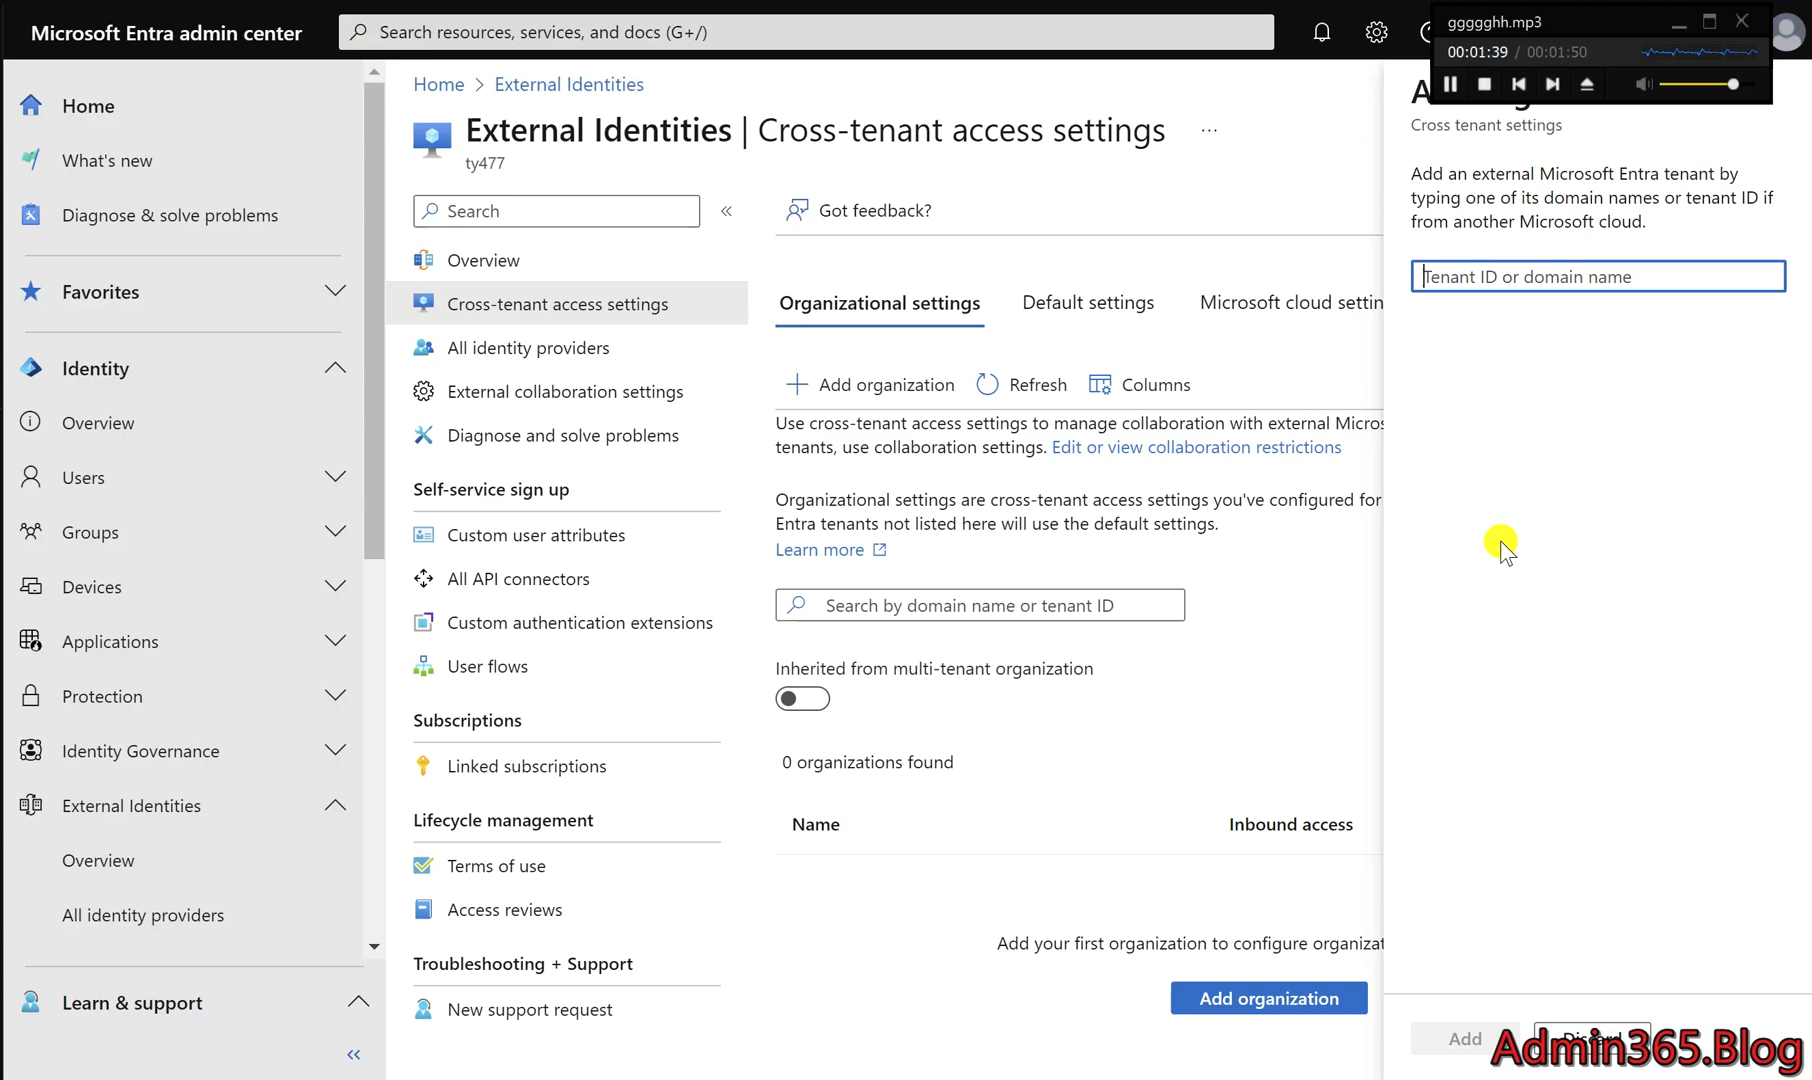 Microsoft Entra admin center
Search resources, services, and docs (G+/)
ggggghh.mp3
00:01:39 / 00:01:50
Home
What's new
Diagnose & solve problems
Favorites
Identity
Overview
Users
Groups
Devices
Applications
Protection
Identity Governance
External Identities
Overview
All identity providers
Learn & support
Home > External Identities
External Identities | Cross-tenant access settings ...
ty477
Search
Overview
Cross-tenant access settings
All identity providers
External collaboration settings
Diagnose and solve problems
Self-service sign up
Custom user attributes
All API connectors
Custom authentication extensions
User flows
Subscriptions
Linked subscriptions
Lifecycle management
Terms of use
Access reviews
Troubleshooting + Support
New support request
Got feedback?
Organizational settings Default settings Microsoft cloud settin
Add organization Refresh Columns
Use cross-tenant access settings to manage collaboration with external Micros
tenants, use collaboration settings. Edit or view collaboration restrictions
Organizational settings are cross-tenant access settings you've configured for
Entra tenants not listed here will use the default settings.
Learn more
Search by domain name or tenant ID
Inherited from multi-tenant organization
0 organizations found
Name Inbound access
Add your first organization to configure organizat
Add organization
Cross tenant settings
Add an external Microsoft Entra tenant by
typing one of its domain names or tenant ID if
from another Microsoft cloud.
Tenant ID or domain name
Add Discard
Admin365.Blog